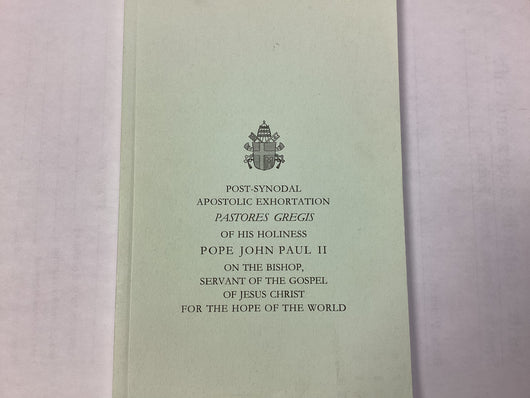 POST-SYNODAL
APOSTOLIC EXHORTATION
PASTORES GREGIS
OF HIS HOLINESS
POPE JOHN PAUL II
ON THE BISHOP,
SERVANT OF THE GOSPEL
OF JESUS CHRIST
FOR THE HOPE OF THE WORLD